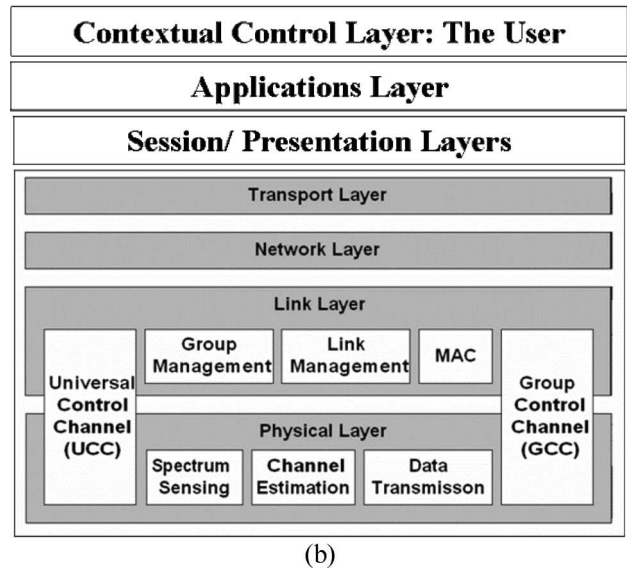 Contextual Control Layer: The User
Applications Layer
Session/ Presentation Layers
Transport Layer
Network Layer
Link Layer
Universal
Control
Channel
(UCC)
Group
Management
Link
Management
MAC
Group
Control
Channel
(GCC)
Physical Layer
Spectrum
Sensing
Channel
Estimation
Data
Transmisson
(b)